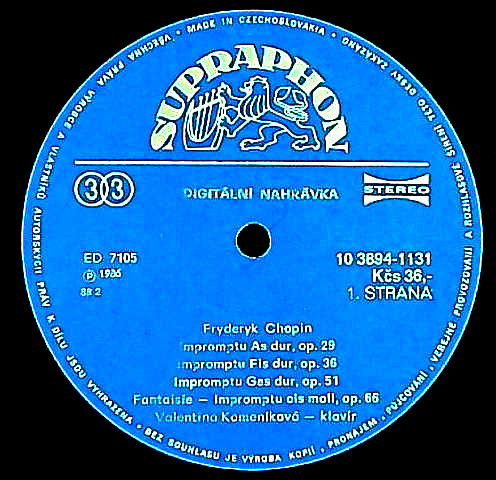 MADE IN CZECHOSLOVAKIA • VŠECHNA PRÁVA VÝROBCE A VLASTNÍKŮ AUTORSKÝCH PRÁV K DÍLU JSOU VYHRAZENA • BEZ SOUHLASU JE VÝROBA KOPIÍ, PRONÁJEM, PŮJČOVÁNÍ, VEŘEJNÉ PROVOZOVÁNÍ A ROZHLASOVÉ ŠÍŘENÍ TÉTO DESKY ZAKÁZÁNO •
SUPRAPHON
33
DIGITÁLNÍ NAHRÁVKA
STEREO
ED 7105
10 3894-1131
Ⓟ 1986
Kčs 36,-
88 2
1. STRANA
Fryderyk Chopin
Impromptu As dur, op. 29
Impromptu Fis dur, op. 36
Impromptu Ges dur, op. 51
Fantaisie – Impromptu cis moll, op. 66
Valentina Kameníková – klavír